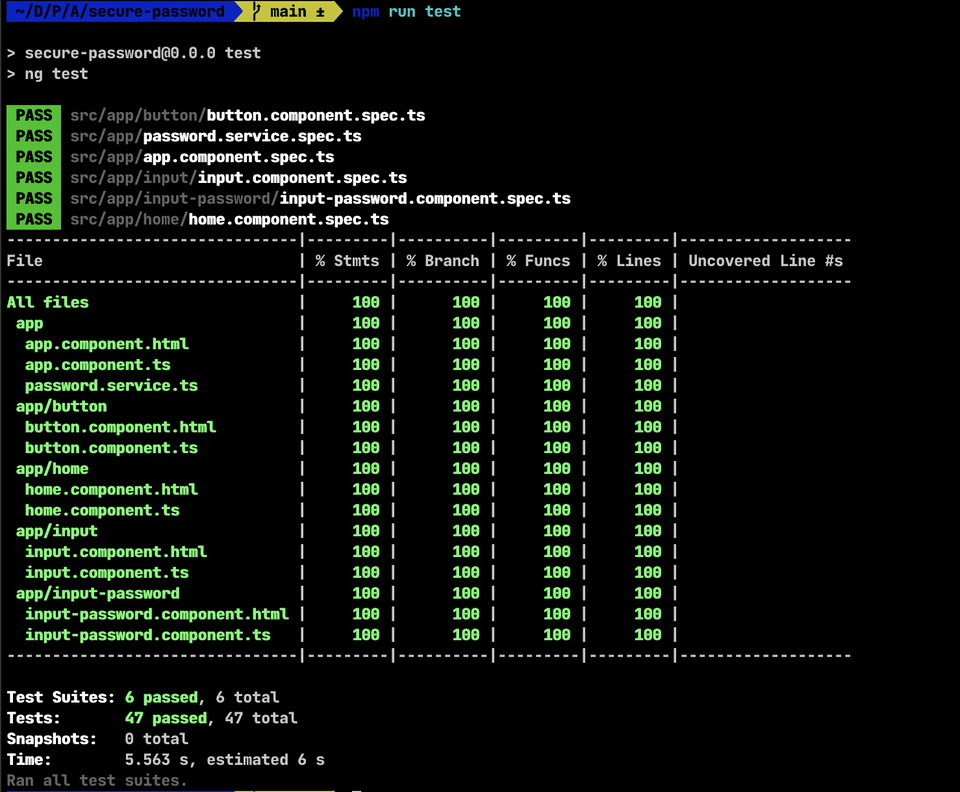 ~/D/P/A/secure-password main ± npm run test
> secure-password@0.0.0 test
> ng test
PASS src/app/button/button.component.spec.ts
PASS src/app/password.service.spec.ts
PASS src/app/app.component.spec.ts
PASS src/app/input/input.component.spec.ts
PASS src/app/input-password/input-password.component.spec.ts
PASS src/app/home/home.component.spec.ts
--------------------------------|---------|----------|---------|---------|-------------------
File | % Stmts | % Branch | % Funcs | % Lines | Uncovered Line #s
--------------------------------|---------|----------|---------|---------|-------------------
All files | 100 | 100 | 100 | 100 |
app | 100 | 100 | 100 | 100 |
app.component.html | 100 | 100 | 100 | 100 |
app.component.ts | 100 | 100 | 100 | 100 |
password.service.ts | 100 | 100 | 100 | 100 |
app/button | 100 | 100 | 100 | 100 |
button.component.html | 100 | 100 | 100 | 100 |
button.component.ts | 100 | 100 | 100 | 100 |
app/home | 100 | 100 | 100 | 100 |
home.component.html | 100 | 100 | 100 | 100 |
home.component.ts | 100 | 100 | 100 | 100 |
app/input | 100 | 100 | 100 | 100 |
input.component.html | 100 | 100 | 100 | 100 |
input.component.ts | 100 | 100 | 100 | 100 |
app/input-password | 100 | 100 | 100 | 100 |
input-password.component.html | 100 | 100 | 100 | 100 |
input-password.component.ts | 100 | 100 | 100 | 100 |
--------------------------------|---------|----------|---------|---------|-------------------
Test Suites: 6 passed, 6 total
Tests: 47 passed, 47 total
Snapshots: 0 total
Time: 5.563 s, estimated 6 s
Ran all test suites.